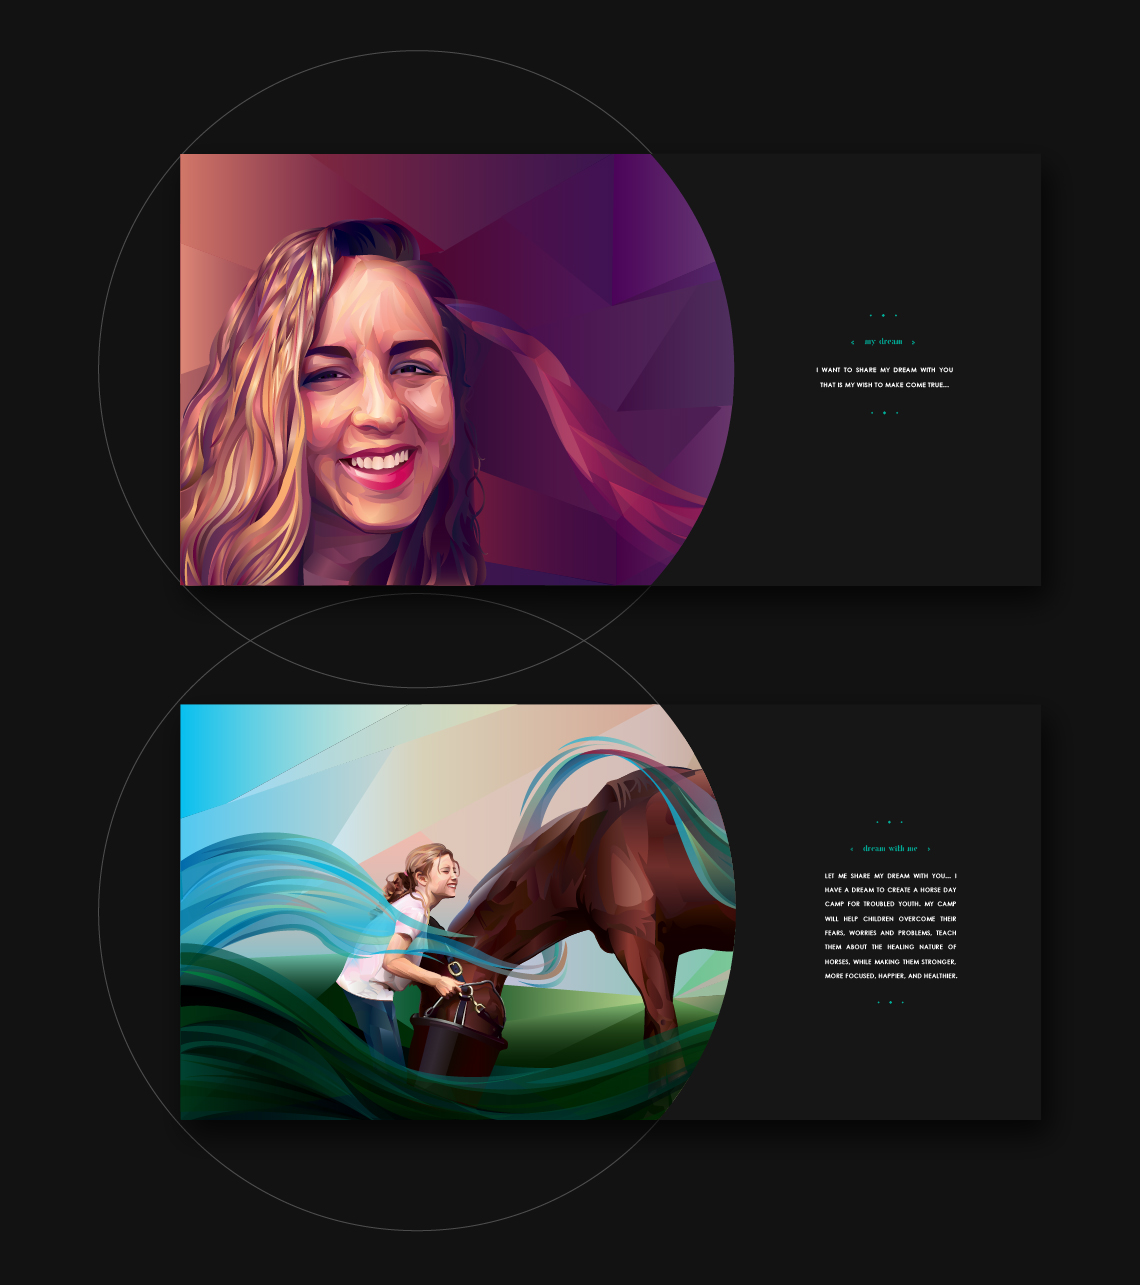 my dream
I WANT TO SHARE MY DREAM WITH YOU
THAT IS MY WISH TO MAKE COME TRUE...
dream with me
LET ME SHARE MY DREAM WITH YOU... I
HAVE A DREAM TO CREATE A HORSE DAY
CAMP FOR TROUBLED YOUTH. MY CAMP
WILL HELP CHILDREN OVERCOME THEIR
FEARS, WORRIES AND PROBLEMS, TEACH
THEM ABOUT THE HEALING NATURE OF
HORSES, WHILE MAKING THEM STRONGER,
MORE FOCUSED, HAPPIER, AND HEALTHIER.